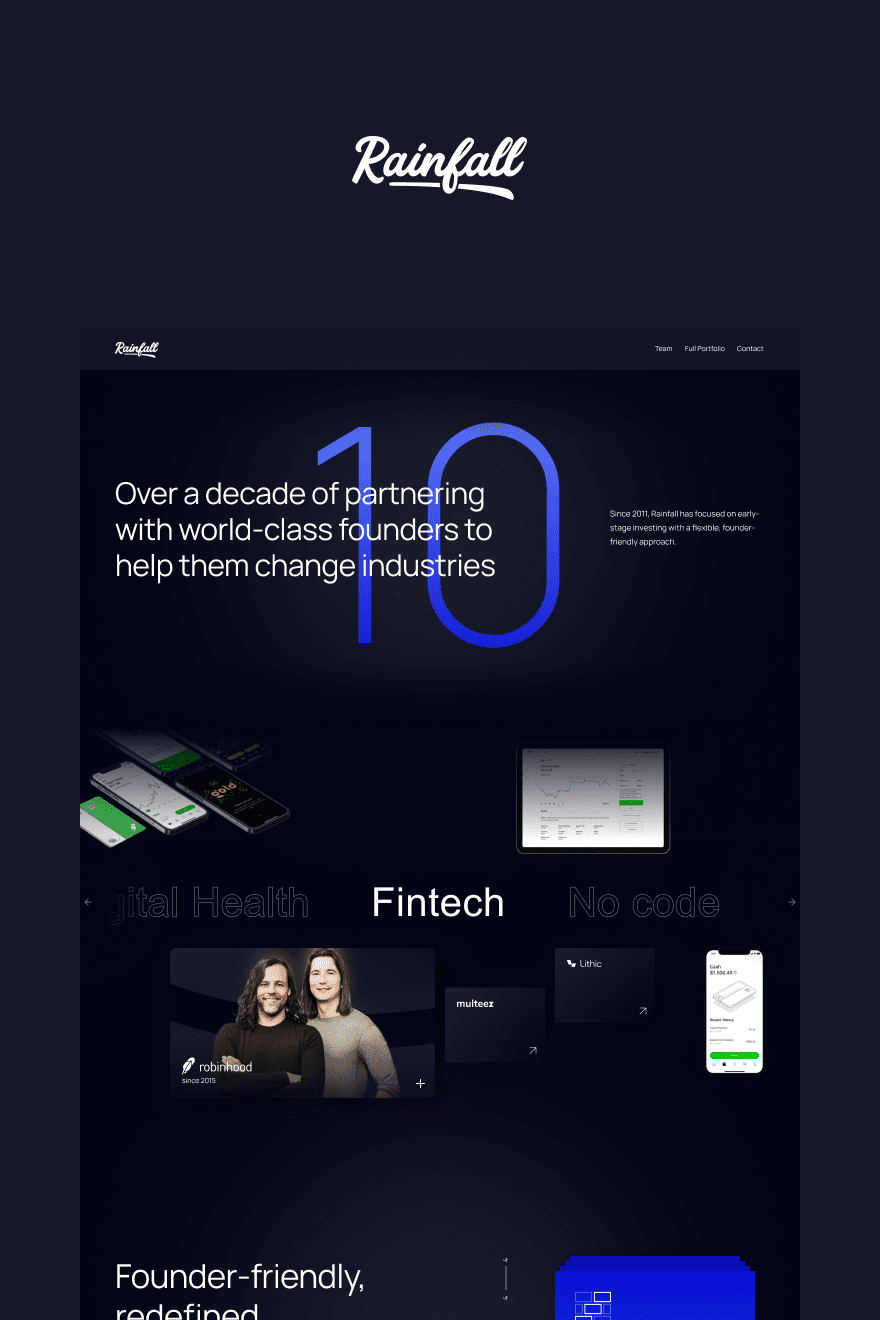 Rainfall
Rainfall
Team Full Portfolio Contact
10
Over a decade of partnering
with world-class founders to
help them change industries
Since 2011, Rainfall has focused on early-
stage investing with a flexible, founder-
friendly approach.
gold
gital Health
Fintech
No code
Lithic
multeez
robinhood
since 2015
Cash
$1,500.49
Recent History
Founder-friendly,
redefined